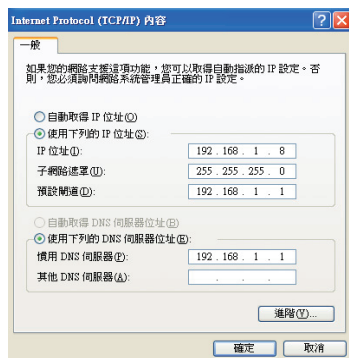 Internet Protocol (TCP/IP) 內容
一般
如果您的網路支援這項功能，您可以取得自動指派的 IP 設定。否
則，您必須詢問網路系統管理員正確的 IP 設定。
自動取得 IP 位址(O)
使用下列的 IP 位址(S):
IP 位址(I): 192 . 168 . 1 . 8
子網路遮罩(U): 255 . 255 . 255 . 0
預設閘道(D): 192 . 168 . 1 . 1
自動取得 DNS 伺服器位址(B)
使用下列的 DNS 伺服器位址(E):
慣用 DNS 伺服器(P): 192 . 168 . 1 . 1
其他 DNS 伺服器(A): . . .
進階(V)...
確定 取消